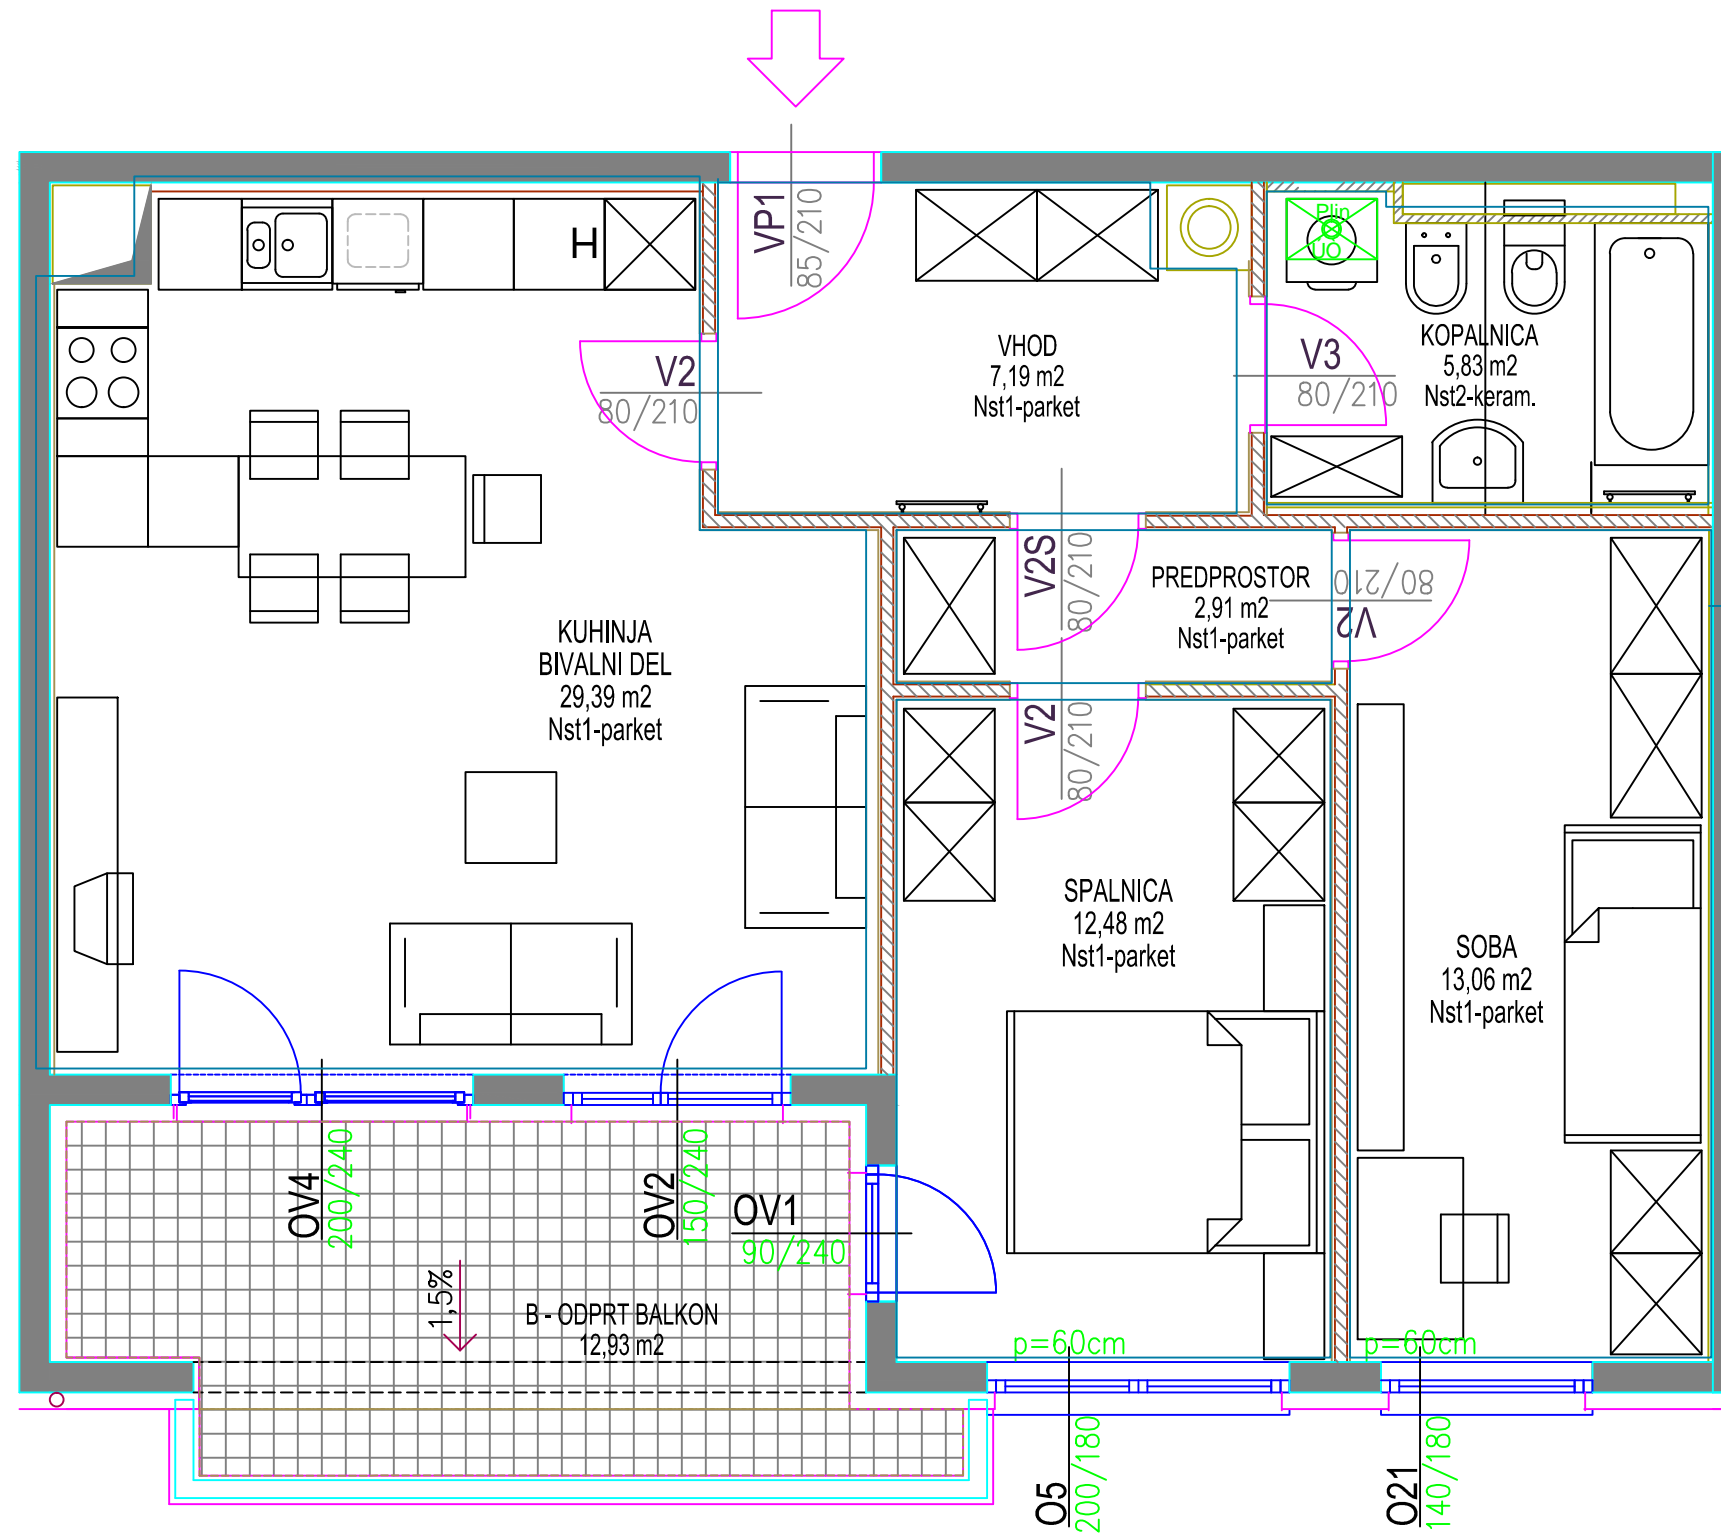 VP1
85/210
H
Plin
UO
VHOD
7,19 m2
Nst1-parket
V2
80/210
V3
80/210
KOPALNICA
5,83 m2
Nst2-keram.
V2S
80/210
PREDPROSTOR
2,91 m2
Nst1-parket
80/210
V2
KUHINJA
BIVALNI DEL
29,39 m2
Nst1-parket
V2
80/210
SPALNICA
12,48 m2
Nst1-parket
SOBA
13,06 m2
Nst1-parket
OV4
200/240
OV2
150/240
OV1
90/240
1,5%
B - ODPRT BALKON
12,93 m2
p=60cm
p=60cm
O5
200/180
O21
140/180